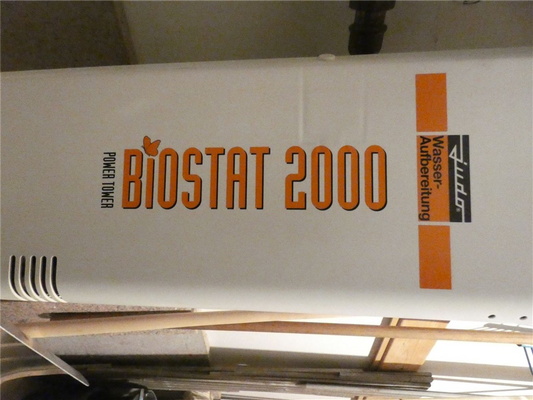 judo®
Wasser-
Aufbereitung
BIOSTAT 2000
POWER TOWER